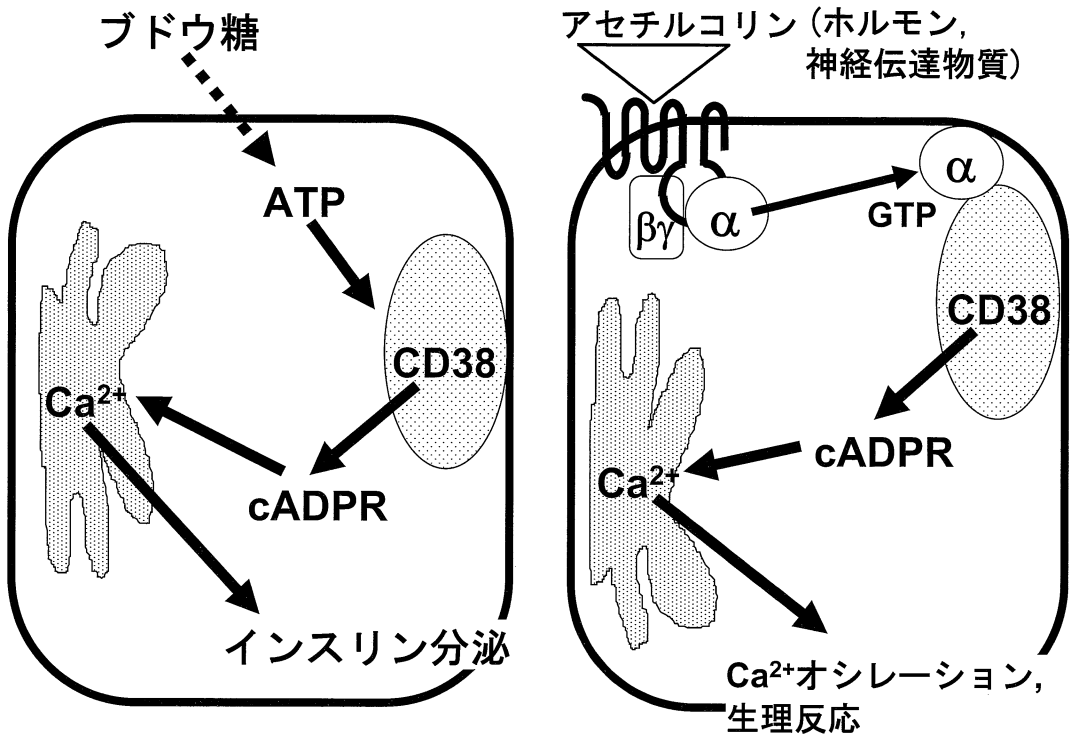 ブドウ糖
ATP
CD38
Ca²⁺
cADPR
インスリン分泌
アセチルコリン (ホルモン,
神経伝達物質)
α
GTP
βγ
α
CD38
cADPR
Ca²⁺
Ca²⁺オシレーション,
生理反応